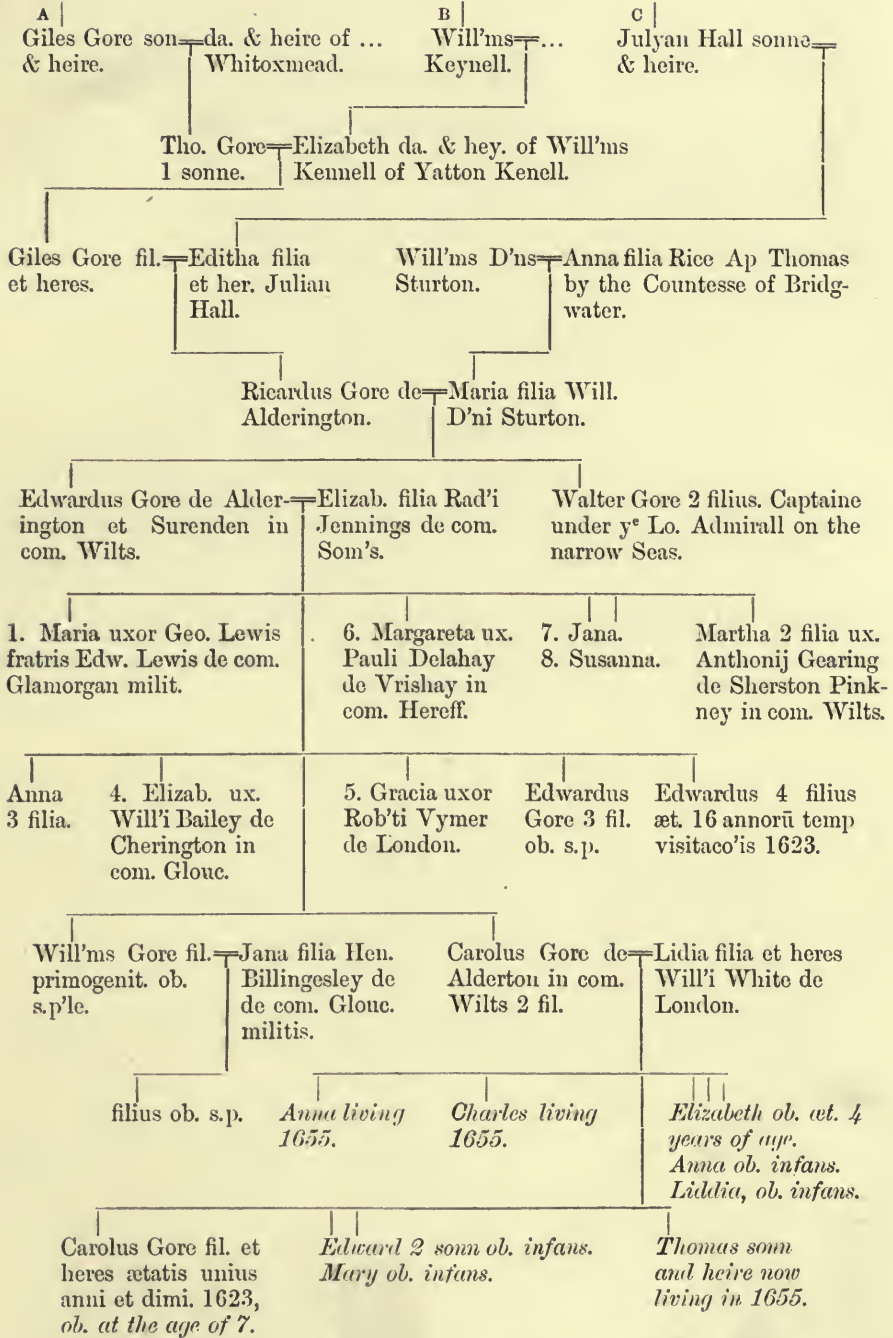 A
Giles Gore son
& heire.
da. & heire of ...
Whitoxmead.
B
Will'ms
Keynell.
...
C
Julyan Hall sonne
& heire.
Tho. Gore
1 sonne.
Elizabeth da. & hey. of Will'ms
Kennell of Yatton Kenell.
Giles Gore fil.
et heres.
Editha filia
et her. Julian
Hall.
Will'ms D'ns
Sturton.
Anna filia Rice Ap Thomas
by the Countesse of Bridg-
water.
Ricardus Gore de
Alderington.
Maria filia Will.
D'ni Sturton.
Edwardus Gore de Alder-
ington et Surenden in
com. Wilts.
Elizab. filia Rad'i
Jennings de com.
Som's.
Walter Gore 2 filius. Captaine
under yᵉ Lo. Admirall on the
narrow Seas.
1. Maria uxor Geo. Lewis
fratris Edw. Lewis de com.
Glamorgan milit.
6. Margareta ux.
Pauli Delahay
de Vrishay in
com. Hereff.
7. Jana.
8. Susanna.
Martha 2 filia ux.
Anthonij Gearing
de Sherston Pink-
ney in com. Wilts.
Anna
3 filia.
4. Elizab. ux.
Will'i Bailey de
Cherington in
com. Glouc.
5. Gracia uxor
Rob'ti Vymer
de London.
Edwardus
Gore 3 fil.
ob. s.p.
Edwardus 4 filius
æt. 16 annorū temp
visitaco'is 1623.
Will'ms Gore fil.
primogenit. ob.
s.p'le.
Jana filia Hen.
Billingesley de
de com. Glouc.
militis.
Carolus Gore de
Alderton in com.
Wilts 2 fil.
Lidia filia et heres
Will'i White de
London.
filius ob. s.p.
Anna living
1655.
Charles living
1655.
Elizabeth ob. æt. 4
years of age.
Anna ob. infans.
Liddia, ob. infans.
Carolus Gore fil. et
heres ætatis unius
anni et dimi. 1623,
ob. at the age of 7.
Edward 2 sonn ob. infans.
Mary ob. infans.
Thomas sonn
and heire now
living in 1655.